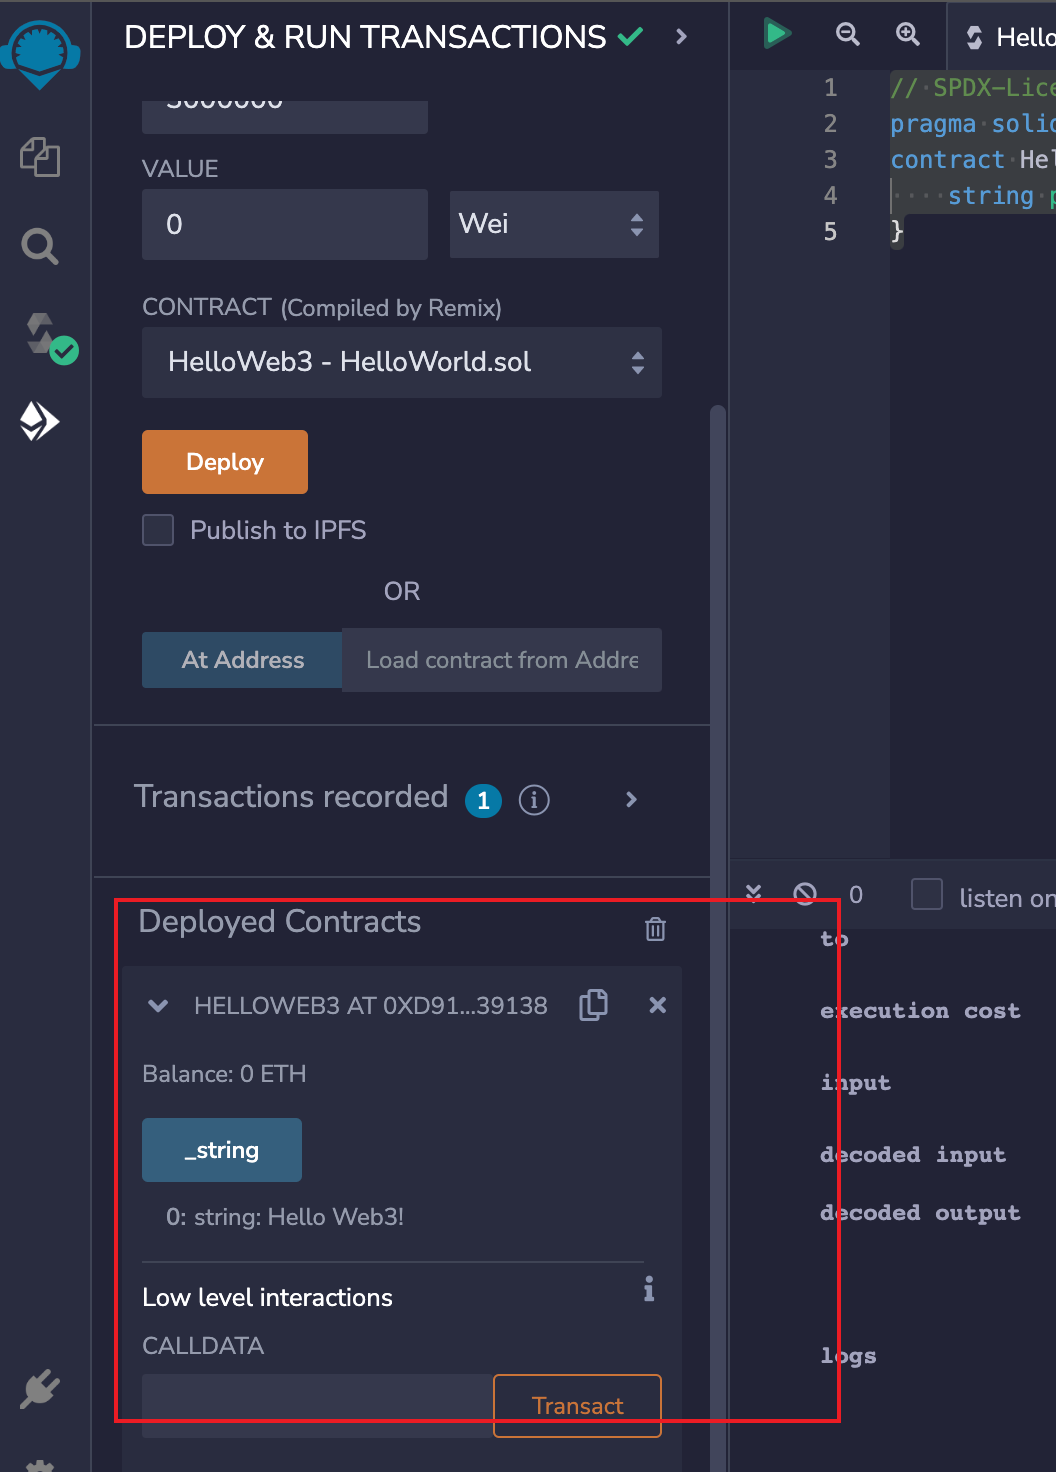 DEPLOY & RUN TRANSACTIONS
3000000
VALUE
0
Wei
CONTRACT (Compiled by Remix)
HelloWeb3 - HelloWorld.sol
Deploy
Publish to IPFS
OR
At Address
Load contract from Addre
Transactions recorded 1 i
Deployed Contracts
HELLOWEB3 AT 0XD91...39138
Balance: 0 ETH
_string
0: string: Hello Web3!
Low level interactions
CALLDATA
Transact
Hello
1 // SPDX-Lice
2 pragma solid
3 contract Hel
4 string p
5 }
0
listen on
to
execution cost
input
decoded input
decoded output
logs